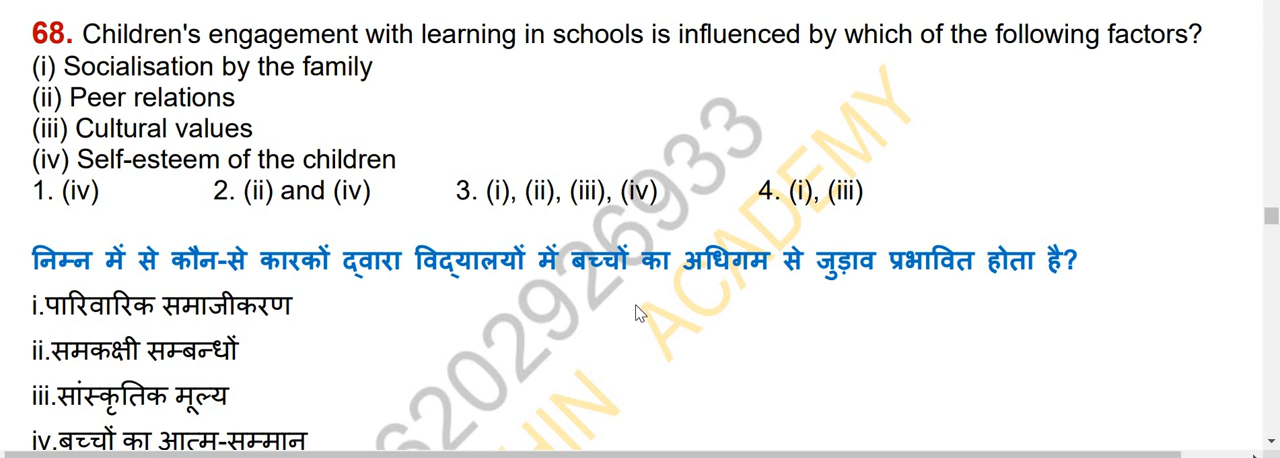 68. Children's engagement with learning in schools is influenced by which of the following factors?
(i) Socialisation by the family
(ii) Peer relations
(iii) Cultural values
(iv) Self-esteem of the children
1. (iv) 2. (ii) and (iv) 3. (i), (ii), (iii), (iv) 4. (i), (iii)
निम्न में से कौन-से कारकों द्वारा विद्यालयों में बच्चों का अधिगम से जुड़ाव प्रभावित होता है?
i.पारिवारिक समाजीकरण
ii.समकक्षी सम्बन्धों
iii.सांस्कृतिक मूल्य
iv.बच्चों का आत्म-सम्मान
6202926933
HIN ACADEMY